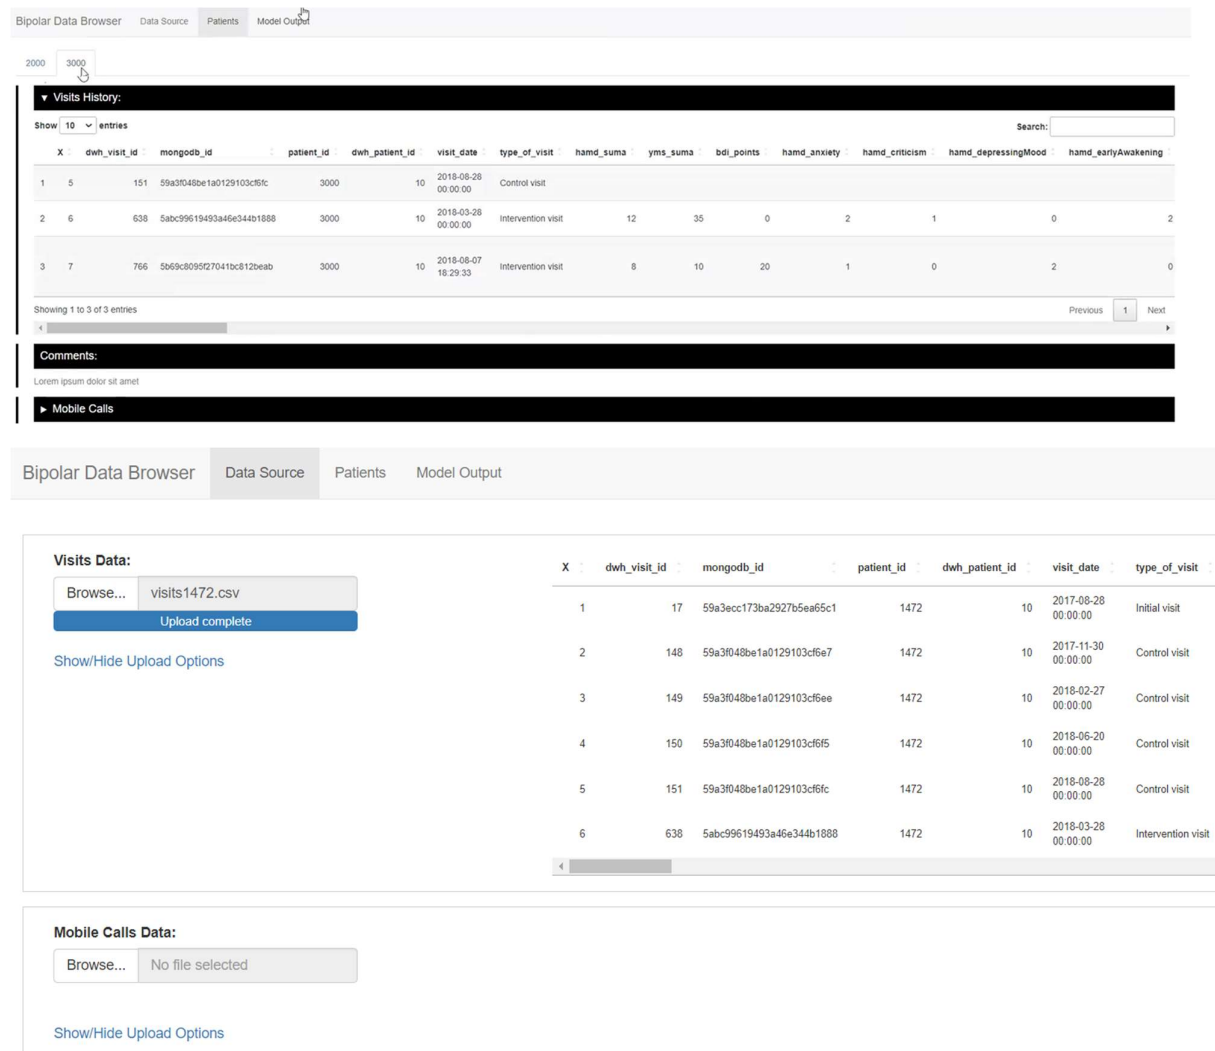 Bipolar Data Browser Data Source Patients Model Output
2000 3000
▼ Visits History:
Show 10 entries Search:
X dwh_visit_id mongodb_id patient_id dwh_patient_id visit_date type_of_visit hamd_suma yms_suma bdi_points hamd_anxiety hamd_criticism hamd_depressingMood hamd_earlyAwakening
1 5 151 59a3f048be1a0129103cf6fc 3000 10 2018-08-28 00:00:00 Control visit
2 6 638 5abc99619493a46e344b1888 3000 10 2018-03-28 00:00:00 Intervention visit 12 35 0 2 1 0 2
3 7 766 5b69c8095f27041bc812beab 3000 10 2018-08-07 18:29:33 Intervention visit 8 10 20 1 0 2 0
Showing 1 to 3 of 3 entries Previous 1 Next
Comments:
Lorem ipsum dolor sit amet
► Mobile Calls
Bipolar Data Browser Data Source Patients Model Output
Visits Data:
Browse... visits1472.csv
Upload complete
Show/Hide Upload Options
X dwh_visit_id mongodb_id patient_id dwh_patient_id visit_date type_of_visit
1 17 59a3ecc173ba2927b5ea65c1 1472 10 2017-08-28 00:00:00 Initial visit
2 148 59a3f048be1a0129103cf6e7 1472 10 2017-11-30 00:00:00 Control visit
3 149 59a3f048be1a0129103cf6ee 1472 10 2018-02-27 00:00:00 Control visit
4 150 59a3f048be1a0129103cf6f5 1472 10 2018-06-20 00:00:00 Control visit
5 151 59a3f048be1a0129103cf6fc 1472 10 2018-08-28 00:00:00 Control visit
6 638 5abc99619493a46e344b1888 1472 10 2018-03-28 00:00:00 Intervention visit
Mobile Calls Data:
Browse... No file selected
Show/Hide Upload Options